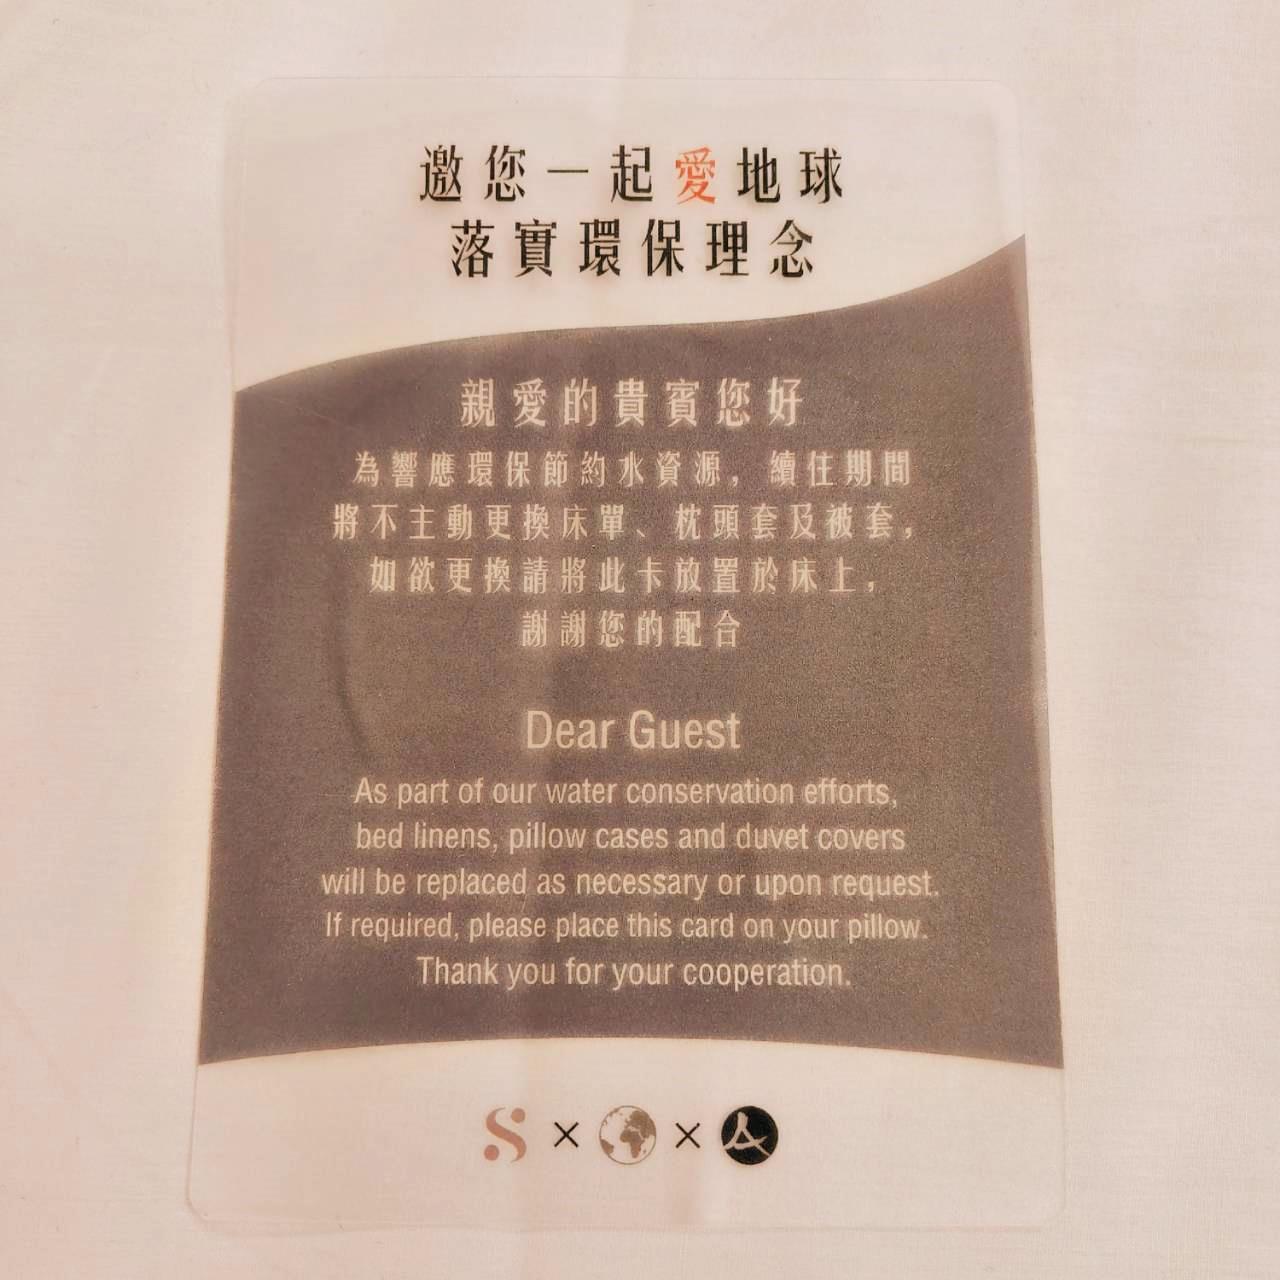 邀您一起愛地球
落實環保理念
親愛的貴賓您好
為響應環保節約水資源，續住期間
將不主動更換床單、枕頭套及被套，
如欲更換請將此卡放置於床上，
謝謝您的配合
Dear Guest
As part of our water conservation efforts,
bed linens, pillow cases and duvet covers
will be replaced as necessary or upon request.
If required, please place this card on your pillow.
Thank you for your cooperation.
S × × 人